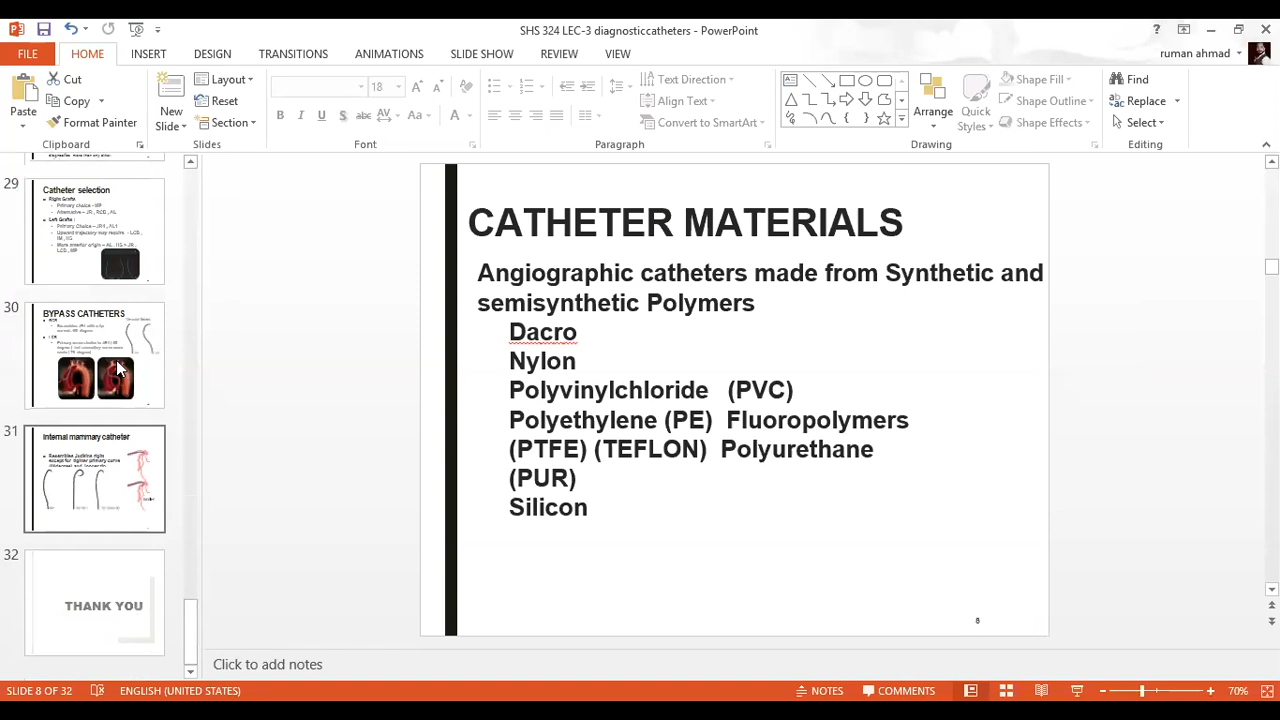 SHS 324 LEC-3 diagnosticcatheters - PowerPoint
FILE HOME INSERT DESIGN TRANSITIONS ANIMATIONS SLIDE SHOW REVIEW VIEW ruman ahmad
Paste
Cut
Copy
Format Painter
Clipboard
New
Slide
Layout
Reset
Section
Slides
18
Font
Text Direction
Align Text
Convert to SmartArt
Paragraph
Arrange
Quick
Styles
Shape Fill
Shape Outline
Shape Effects
Drawing
Find
Replace
Select
Editing
29
Catheter selection
Right Grafts
Left Grafts :
30
BYPASS CATHETERS
31
Internal mammary catheter
32
THANK YOU
CATHETER MATERIALS
Angiographic catheters made from Synthetic and
semisynthetic Polymers
Dacro
Nylon
Polyvinylchloride (PVC)
Polyethylene (PE) Fluoropolymers
(PTFE) (TEFLON) Polyurethane
(PUR)
Silicon
8
Click to add notes
SLIDE 8 OF 32 ENGLISH (UNITED STATES) NOTES COMMENTS 70%